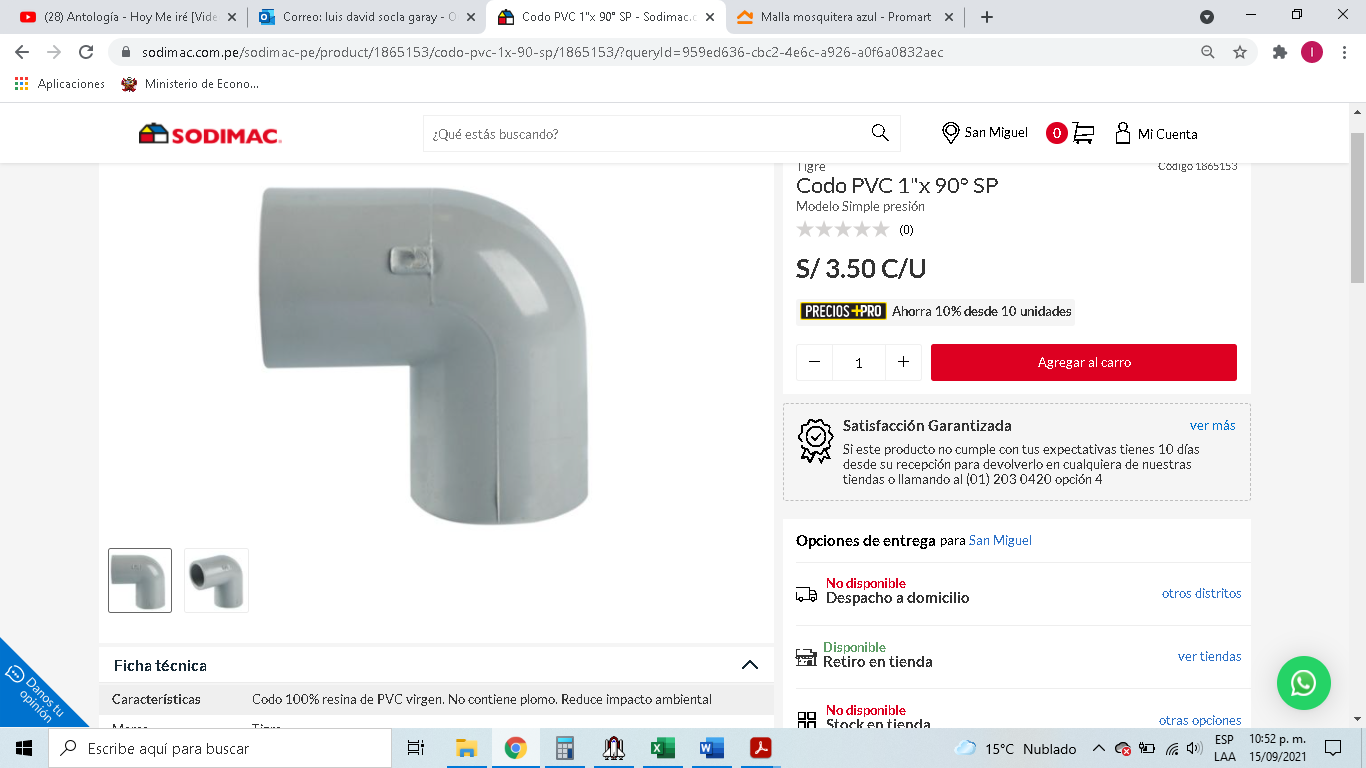 (28) Antología - Hoy Me iré [Vide
Correo: luis david socla garay - O
Codo PVC 1"x 90° SP - Sodimac.c
Malla mosquitera azul - Promart
sodimac.com.pe/sodimac-pe/product/1865153/codo-pvc-1x-90-sp/1865153/?queryId=959ed636-cbc2-4e6c-a926-a0f6a0832aec
I
Aplicaciones
Ministerio de Econo...
SODIMAC
¿Qué estás buscando?
San Miguel
0
Mi Cuenta
Tigre
Código 1865153
Codo PVC 1"x 90° SP
Modelo Simple presión
(0)
S/ 3.50 C/U
PRECIOS+PRO Ahorra 10% desde 10 unidades
1
Agregar al carro
Satisfacción Garantizada
ver más
Si este producto no cumple con tus expectativas tienes 10 días
desde su recepción para devolverlo en cualquiera de nuestras
tiendas o llamando al (01) 203 0420 opción 4
Opciones de entrega para San Miguel
No disponible
Despacho a domicilio
otros distritos
Disponible
Retiro en tienda
ver tiendas
No disponible
Stock en tienda
otras opciones
Ficha técnica
Características
Codo 100% resina de PVC virgen. No contiene plomo. Reduce impacto ambiental
Marca
Tigre
Danos tu
opinión
Escribe aquí para buscar
15°C Nublado
ESP
LAA
10:52 p. m.
15/09/2021